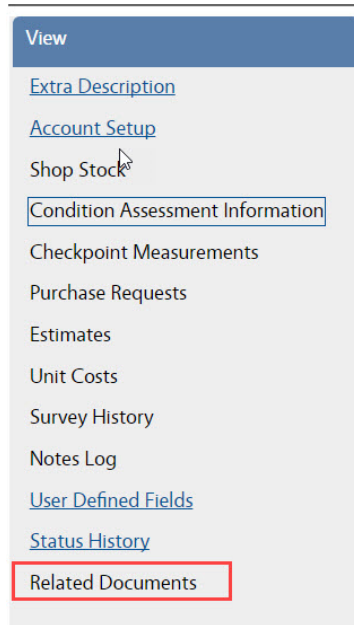 View
Extra Description
Account Setup
Shop Stock
Condition Assessment Information
Checkpoint Measurements
Purchase Requests
Estimates
Unit Costs
Survey History
Notes Log
User Defined Fields
Status History
Related Documents